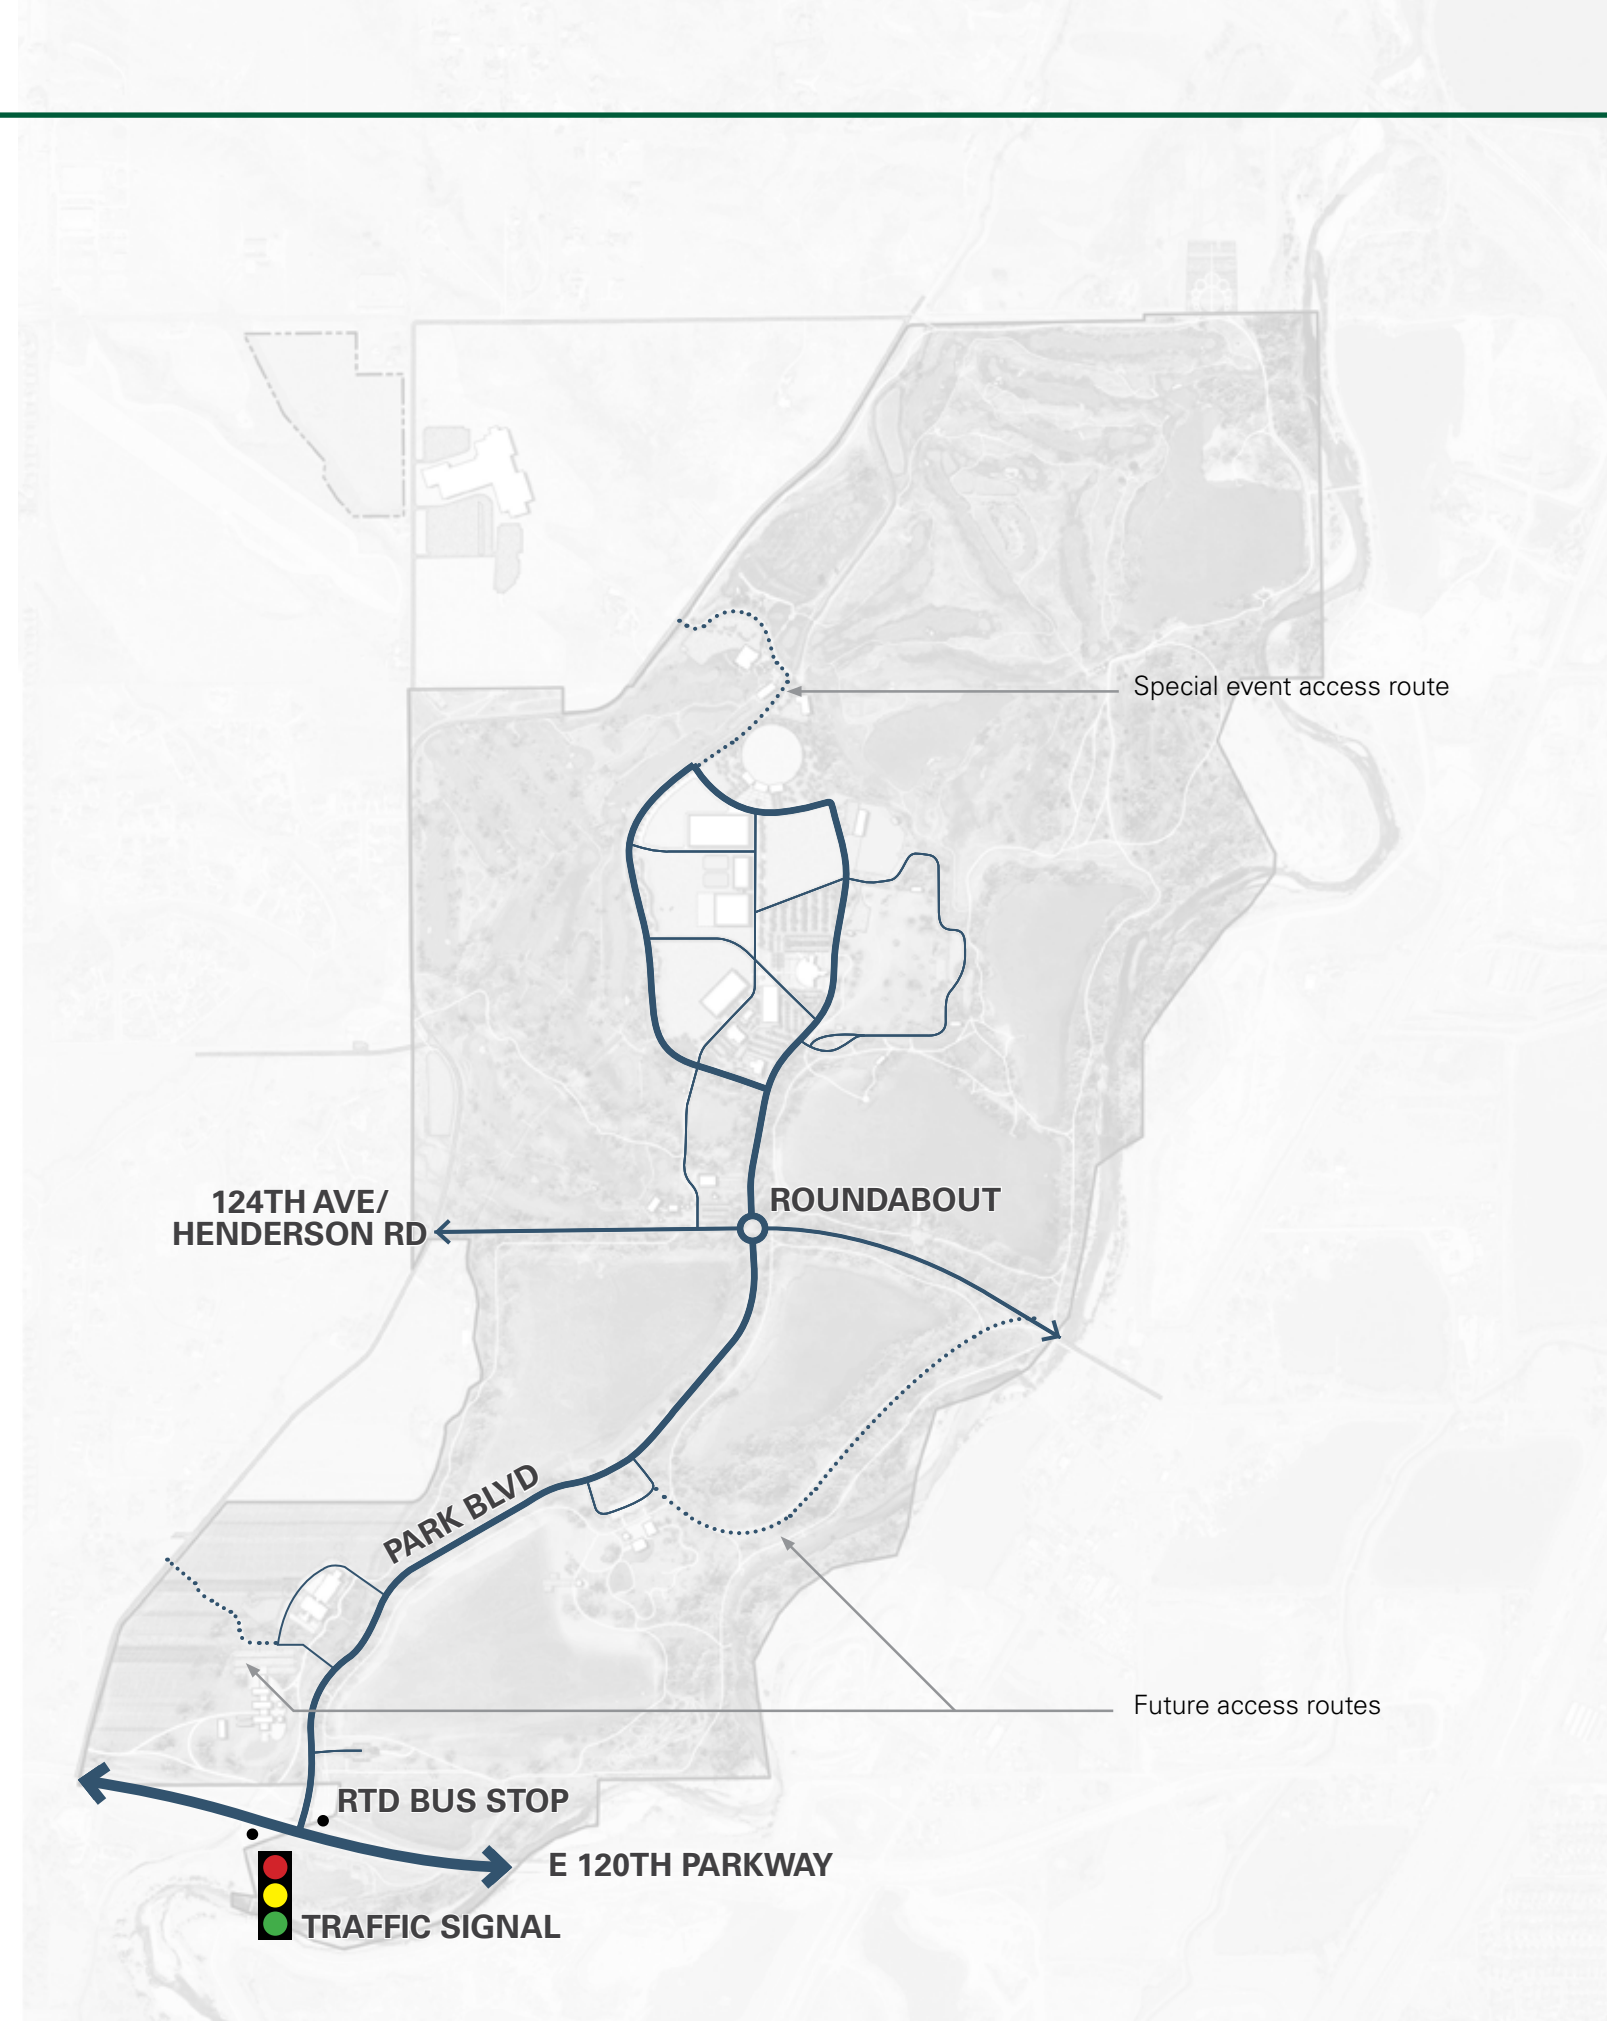 Special event access route
124TH AVE/
HENDERSON RD
ROUNDABOUT
PARK BLVD
Future access routes
RTD BUS STOP
E 120TH PARKWAY
TRAFFIC SIGNAL